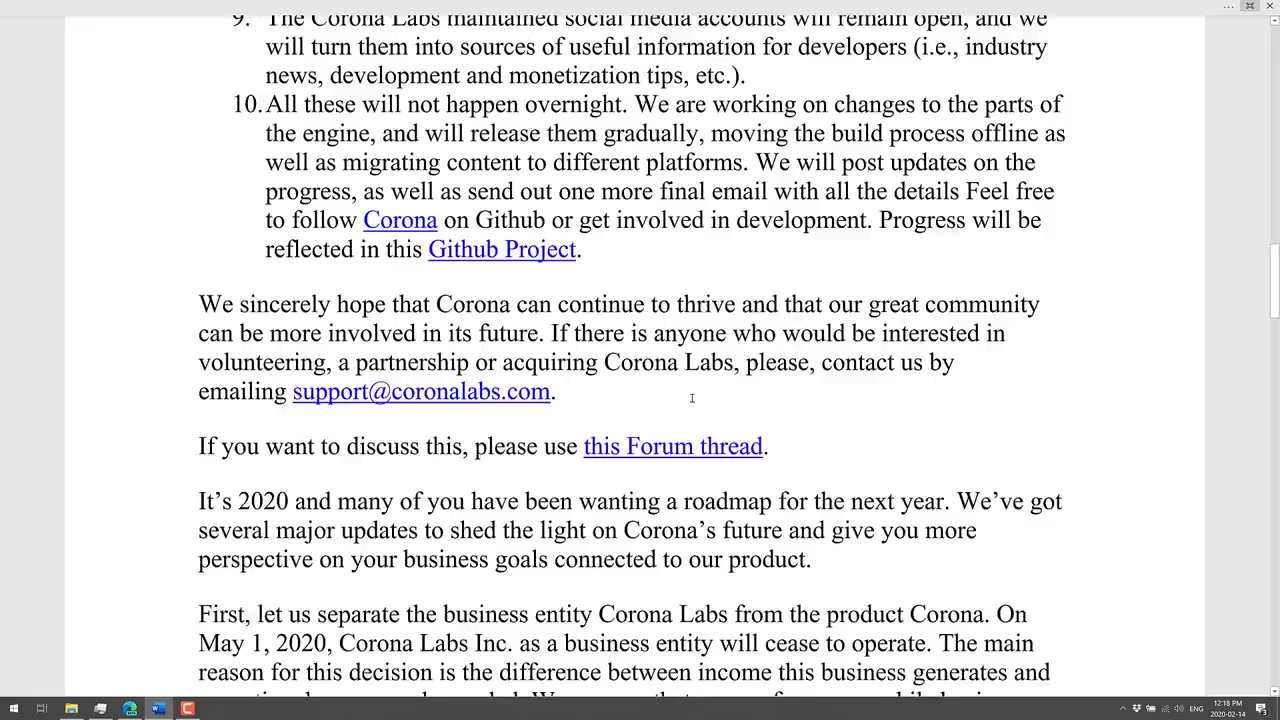 9. The Corona Labs maintained social media accounts will remain open, and we
will turn them into sources of useful information for developers (i.e., industry
news, development and monetization tips, etc.).
10. All these will not happen overnight. We are working on changes to the parts of
the engine, and will release them gradually, moving the build process offline as
well as migrating content to different platforms. We will post updates on the
progress, as well as send out one more final email with all the details Feel free
to follow Corona on Github or get involved in development. Progress will be
reflected in this Github Project.
We sincerely hope that Corona can continue to thrive and that our great community
can be more involved in its future. If there is anyone who would be interested in
volunteering, a partnership or acquiring Corona Labs, please, contact us by
emailing support@coronalabs.com.
If you want to discuss this, please use this Forum thread.
It’s 2020 and many of you have been wanting a roadmap for the next year. We’ve got
several major updates to shed the light on Corona’s future and give you more
perspective on your business goals connected to our product.
First, let us separate the business entity Corona Labs from the product Corona. On
May 1, 2020, Corona Labs Inc. as a business entity will cease to operate. The main
reason for this decision is the difference between income this business generates and
ENG
12:18 PM
2020-02-14